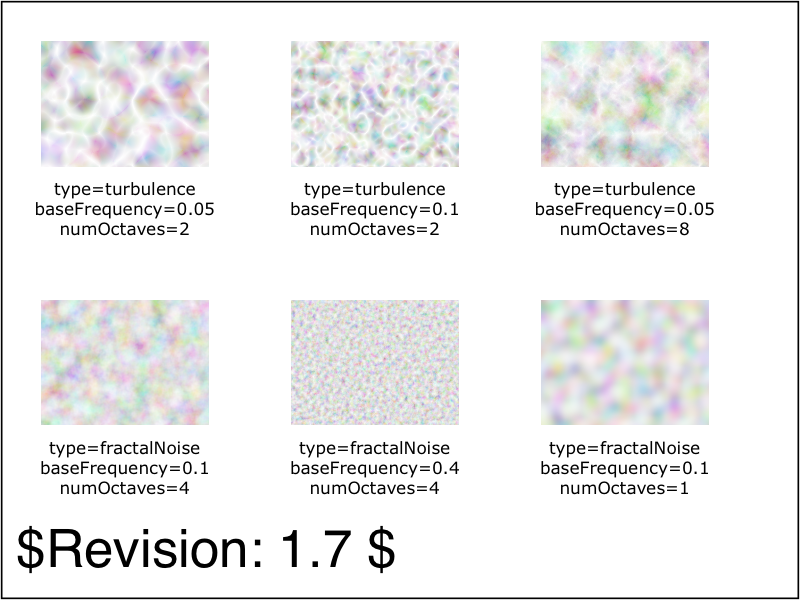 type=turbulence
baseFrequency=0.05
numOctaves=2
type=turbulence
baseFrequency=0.1
numOctaves=2
type=turbulence
baseFrequency=0.05
numOctaves=8
type=fractalNoise
baseFrequency=0.1
numOctaves=4
type=fractalNoise
baseFrequency=0.4
numOctaves=4
type=fractalNoise
baseFrequency=0.1
numOctaves=1
$Revision: 1.7 $